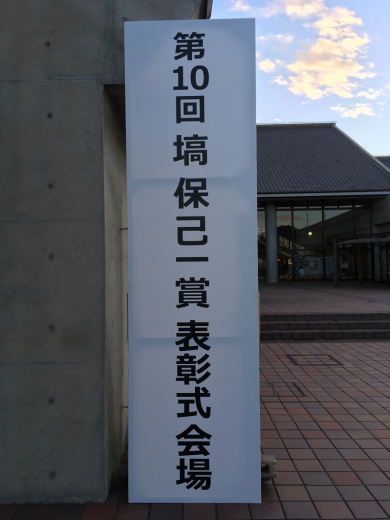 第10回 塙 保己一賞 表彰式 会場